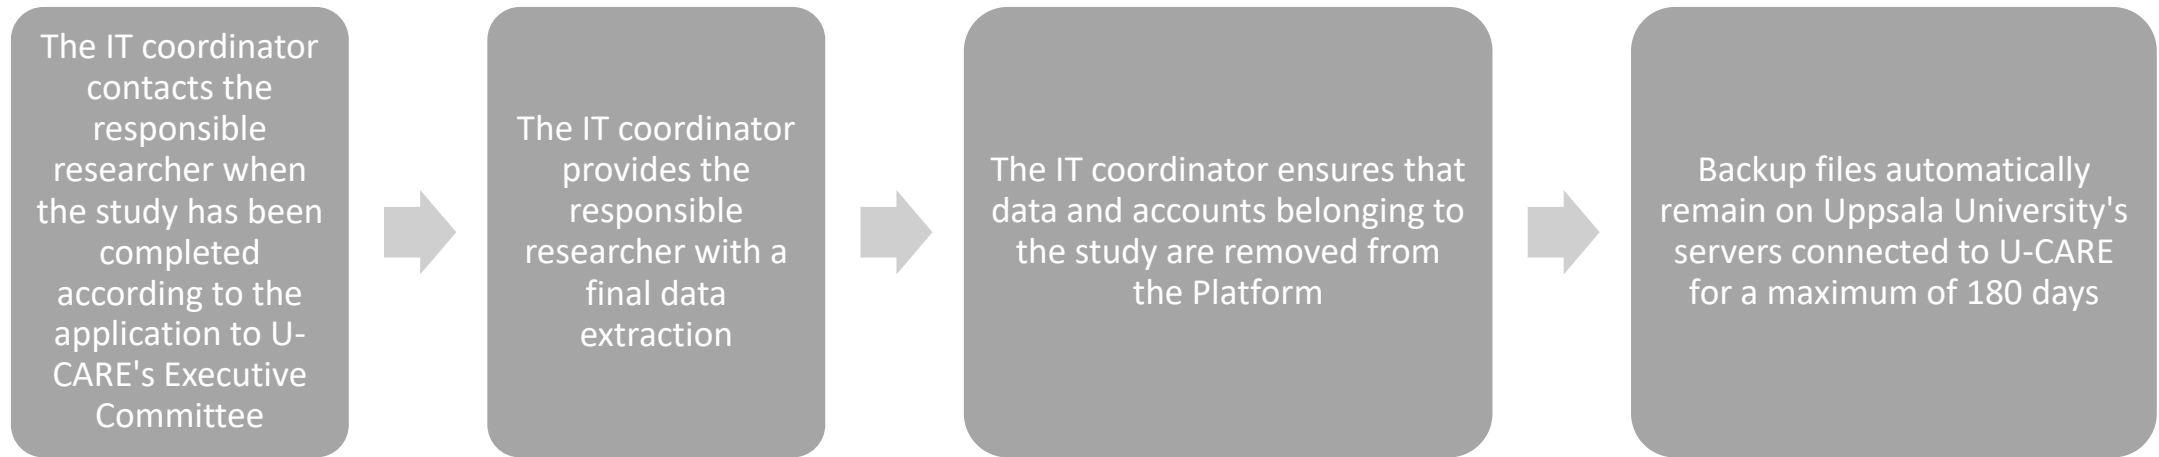 The IT coordinator
contacts the
responsible
researcher when
the study has been
completed
according to the
application to U-
CARE's Executive
Committee
The IT coordinator
provides the
responsible
researcher with a
final data
extraction
The IT coordinator ensures that
data and accounts belonging to
the study are removed from
the Platform
Backup files automatically
remain on Uppsala University's
servers connected to U-CARE
for a maximum of 180 days